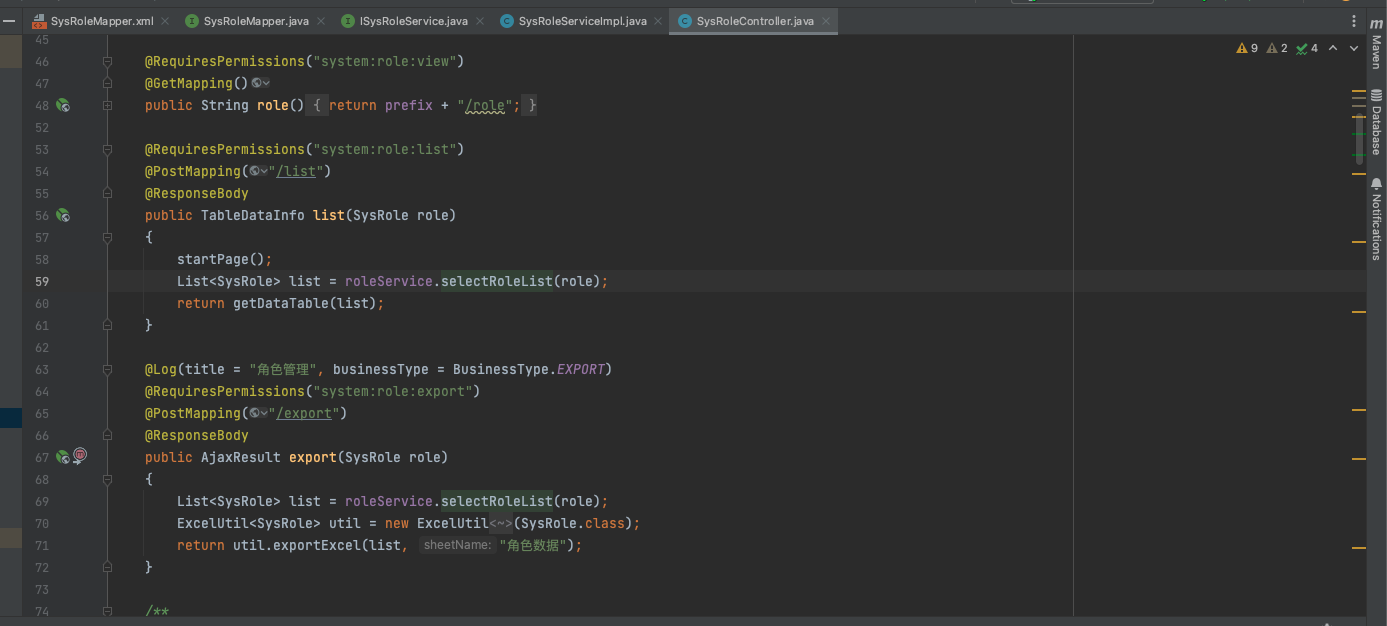 SysRoleMapper.xml SysRoleMapper.java ISysRoleService.java SysRoleServiceImpl.java SysRoleController.java
9 2 4
45
46 @RequiresPermissions("system:role:view")
47 @GetMapping()
48 public String role() { return prefix + "/role"; }
52
53 @RequiresPermissions("system:role:list")
54 @PostMapping("/list")
55 @ResponseBody
56 public TableDataInfo list(SysRole role)
57 {
58 startPage();
59 List<SysRole> list = roleService.selectRoleList(role);
60 return getDataTable(list);
61 }
62
63 @Log(title = "角色管理", businessType = BusinessType.EXPORT)
64 @RequiresPermissions("system:role:export")
65 @PostMapping("/export")
66 @ResponseBody
67 public AjaxResult export(SysRole role)
68 {
69 List<SysRole> list = roleService.selectRoleList(role);
70 ExcelUtil<SysRole> util = new ExcelUtil<~>(SysRole.class);
71 return util.exportExcel(list, sheetName: "角色数据");
72 }
73
74 /**
m
Maven
Database
Notifications